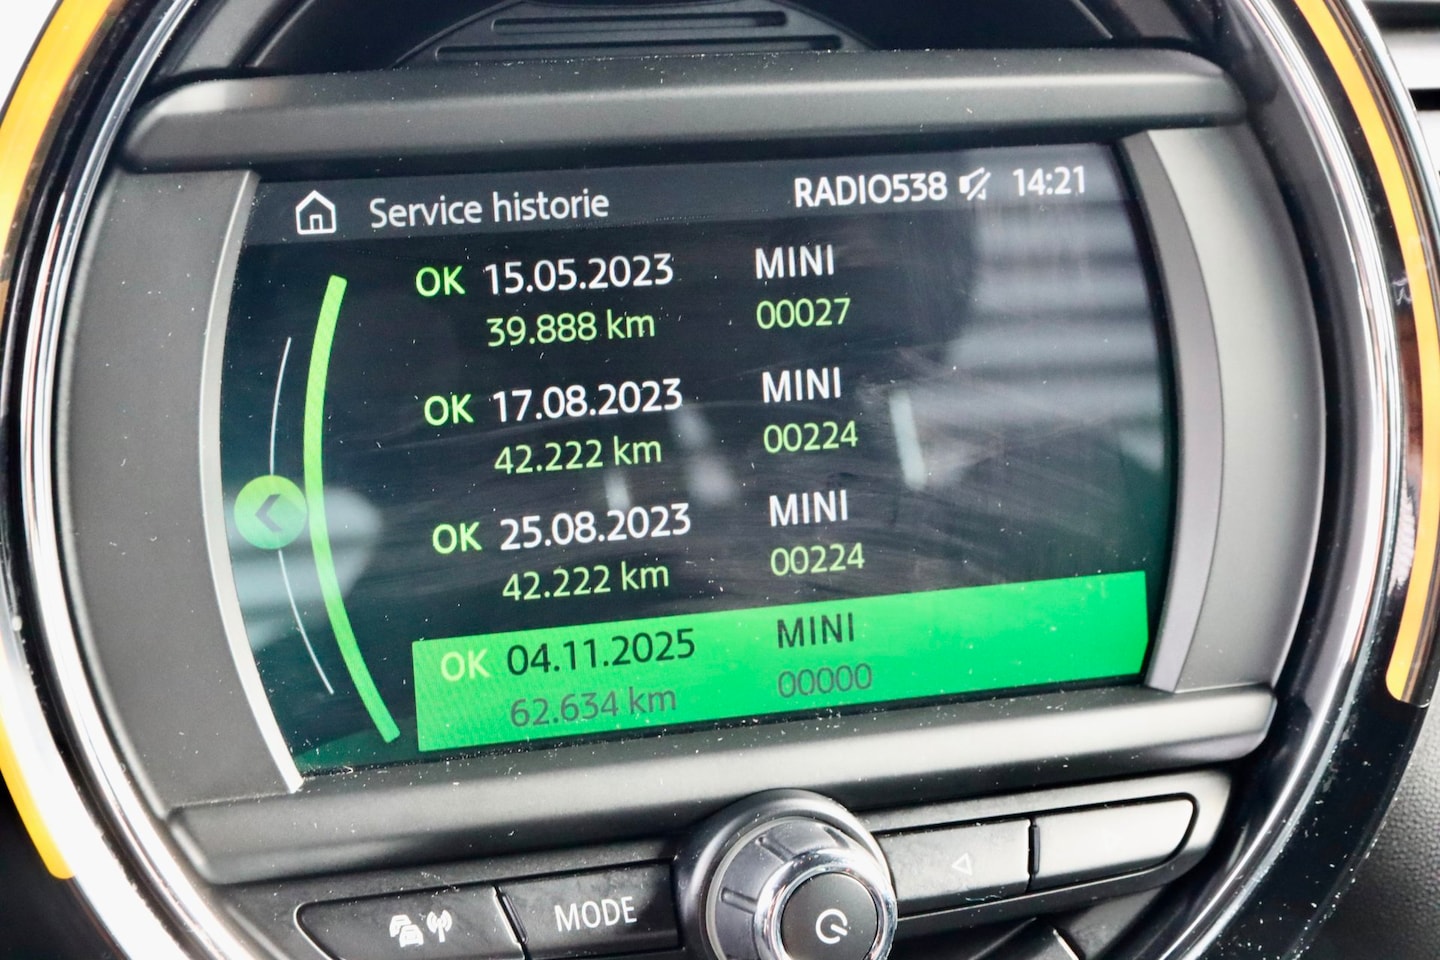 Service historie RADIO538 14:21
OK 15.05.2023 MINI
39.888 km 00027
OK 17.08.2023 MINI
42.222 km 00224
OK 25.08.2023 MINI
42.222 km 00224
OK 04.11.2025 MINI
62.634 km 00000
MODE